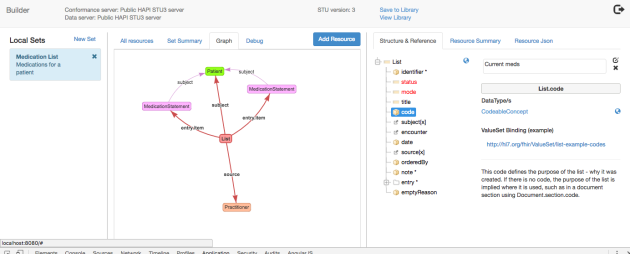 Builder
Conformance server: Public HAPI STU3 server
Data server: Public HAPI STU3 server
STU version: 3
Save to Library
View Library
Local Sets
New Set
Medication List
Medications for a patient
All resources
Set Summary
Graph
Debug
Add Resource
Patient
subject
subject
MedicationStatement
MedicationStatement
subject
entry.item
entry.item
List
source
Practitioner
Structure & Reference
Resource Summary
Resource Json
List
identifier *
status
mode
title
code
subject[x]
encounter
date
source[x]
orderedBy
note *
entry *
emptyReason
Current meds
List.code
DataType/s
CodeableConcept
ValueSet Binding (example)
http://hl7.org/fhir/ValueSet/list-example-codes
This code defines the purpose of the list - why it was
created. If there is no code, the purpose of the list is
implied where it is used, such as in a document
section using Document.section.code.
localhost:8080/#
Elements
Console
Sources
Network
Timeline
Profiles
Application
Security
Audits
AngularJS